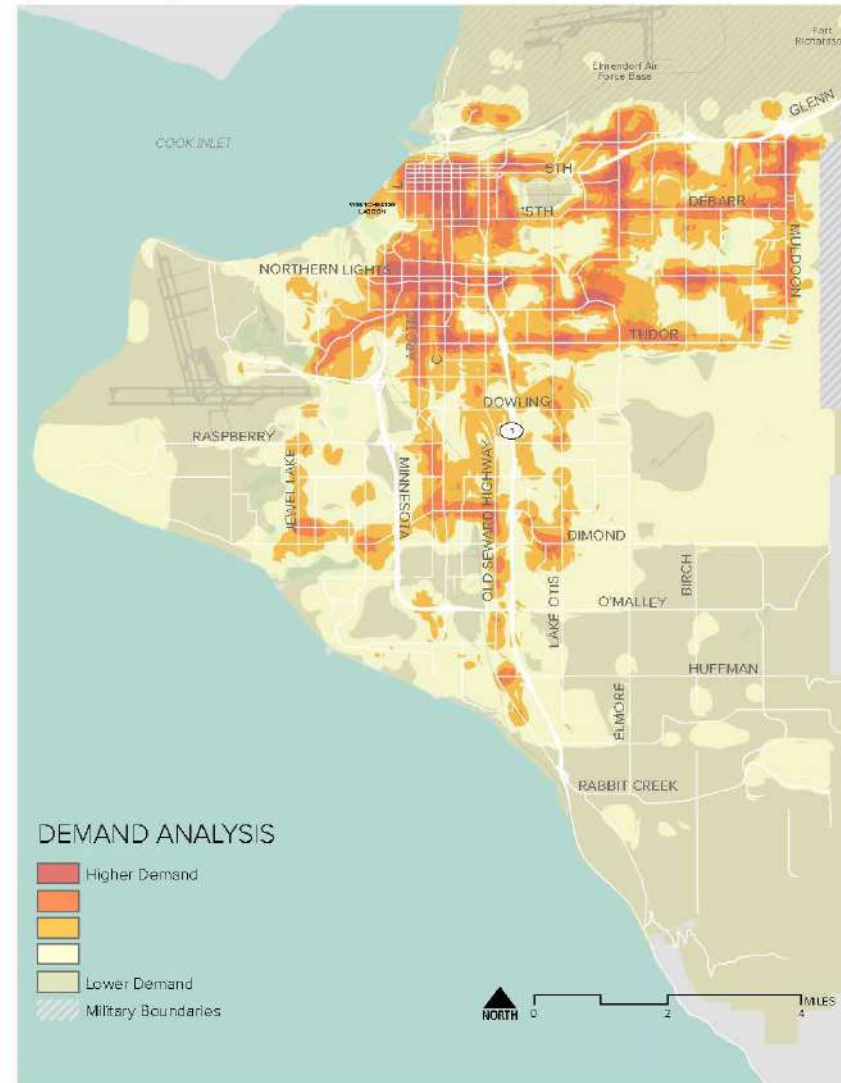 Fort
Richardson
Elmendorf Air
Force Base
GLENN
COOK INLET
5TH
L
WESTCHESTER
LAGOON
15TH
DEBARR
MULDOON
NORTHERN LIGHTS
ARCTIC
C
TUDOR
DOWLING
1
RASPBERRY
JEWEL LAKE
MINNESOTA
OLD SEWARD HIGHWAY
DIMOND
LAKE OTIS
BIRCH
O'MALLEY
HUFFMAN
ELMORE
RABBIT CREEK
DEMAND ANALYSIS
Higher Demand
Lower Demand
Military Boundaries
NORTH
0
2
4
MILES